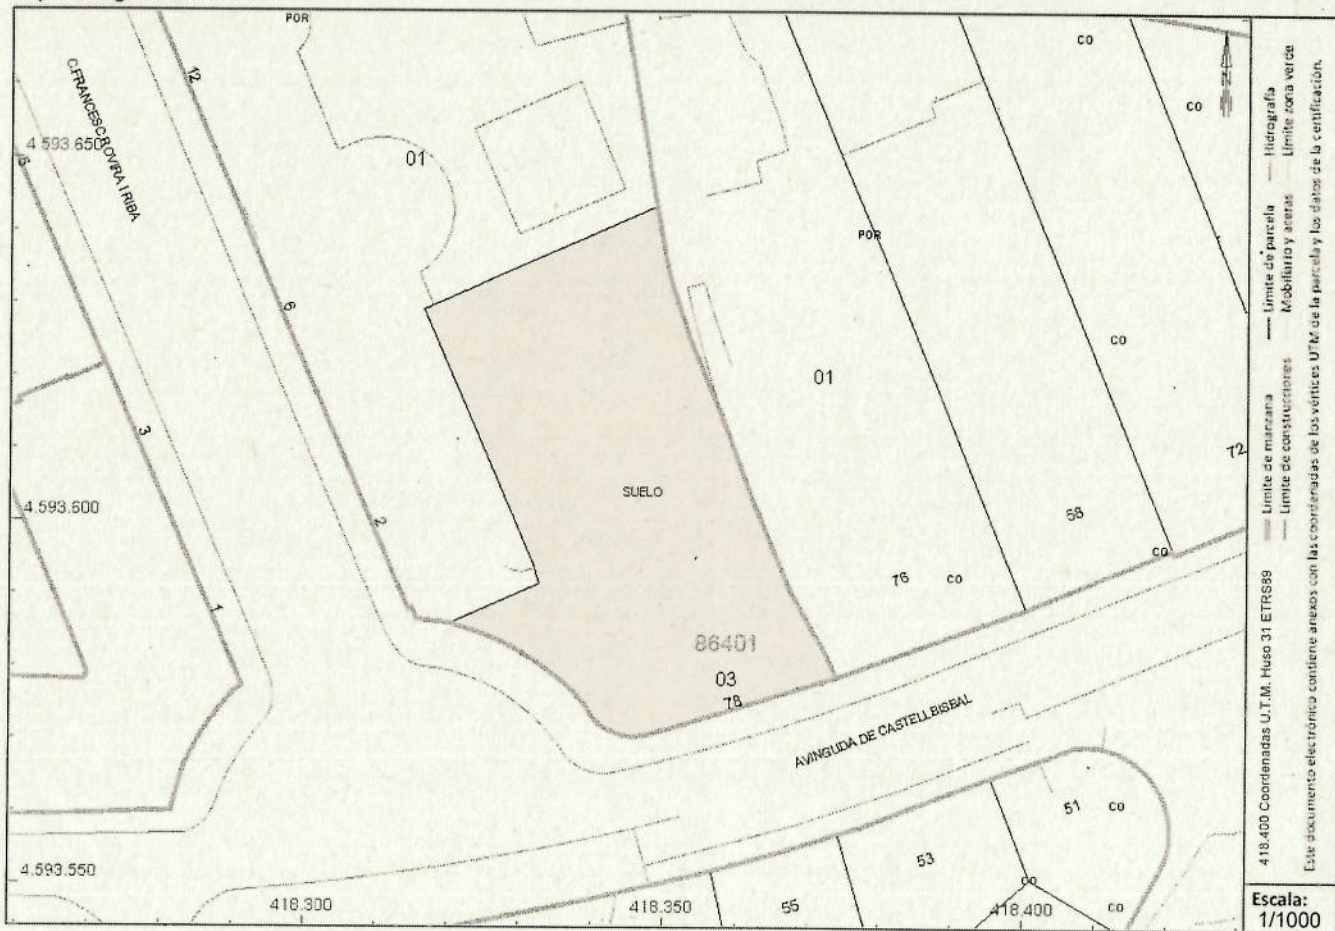 POR
CO
C FRANCESC ROVIRA I RIBA
12
CO
N
4.593.650
01
5
POR
6
CO
01
3
72
SUELO
4.593.600
2
58
CO
76
CO
1
86401
03
78
AVINGUDA DE CASTELLBISBAL
51
CO
53
4.593.550
CO
418.300
418.350
55
418.400
CO
418.400 Coordenadas U.T.M. Huso 31 ETRS89
Límite de manzana
Límite de parcela
Hidrografía
Límite de construcciones
Mobiliario y aceras
Límite zona verde
Este documento electrónico contiene anexos con las coordenadas de los vértices UTM de la parcela y los datos de la certificación.
Escala:
1/1000